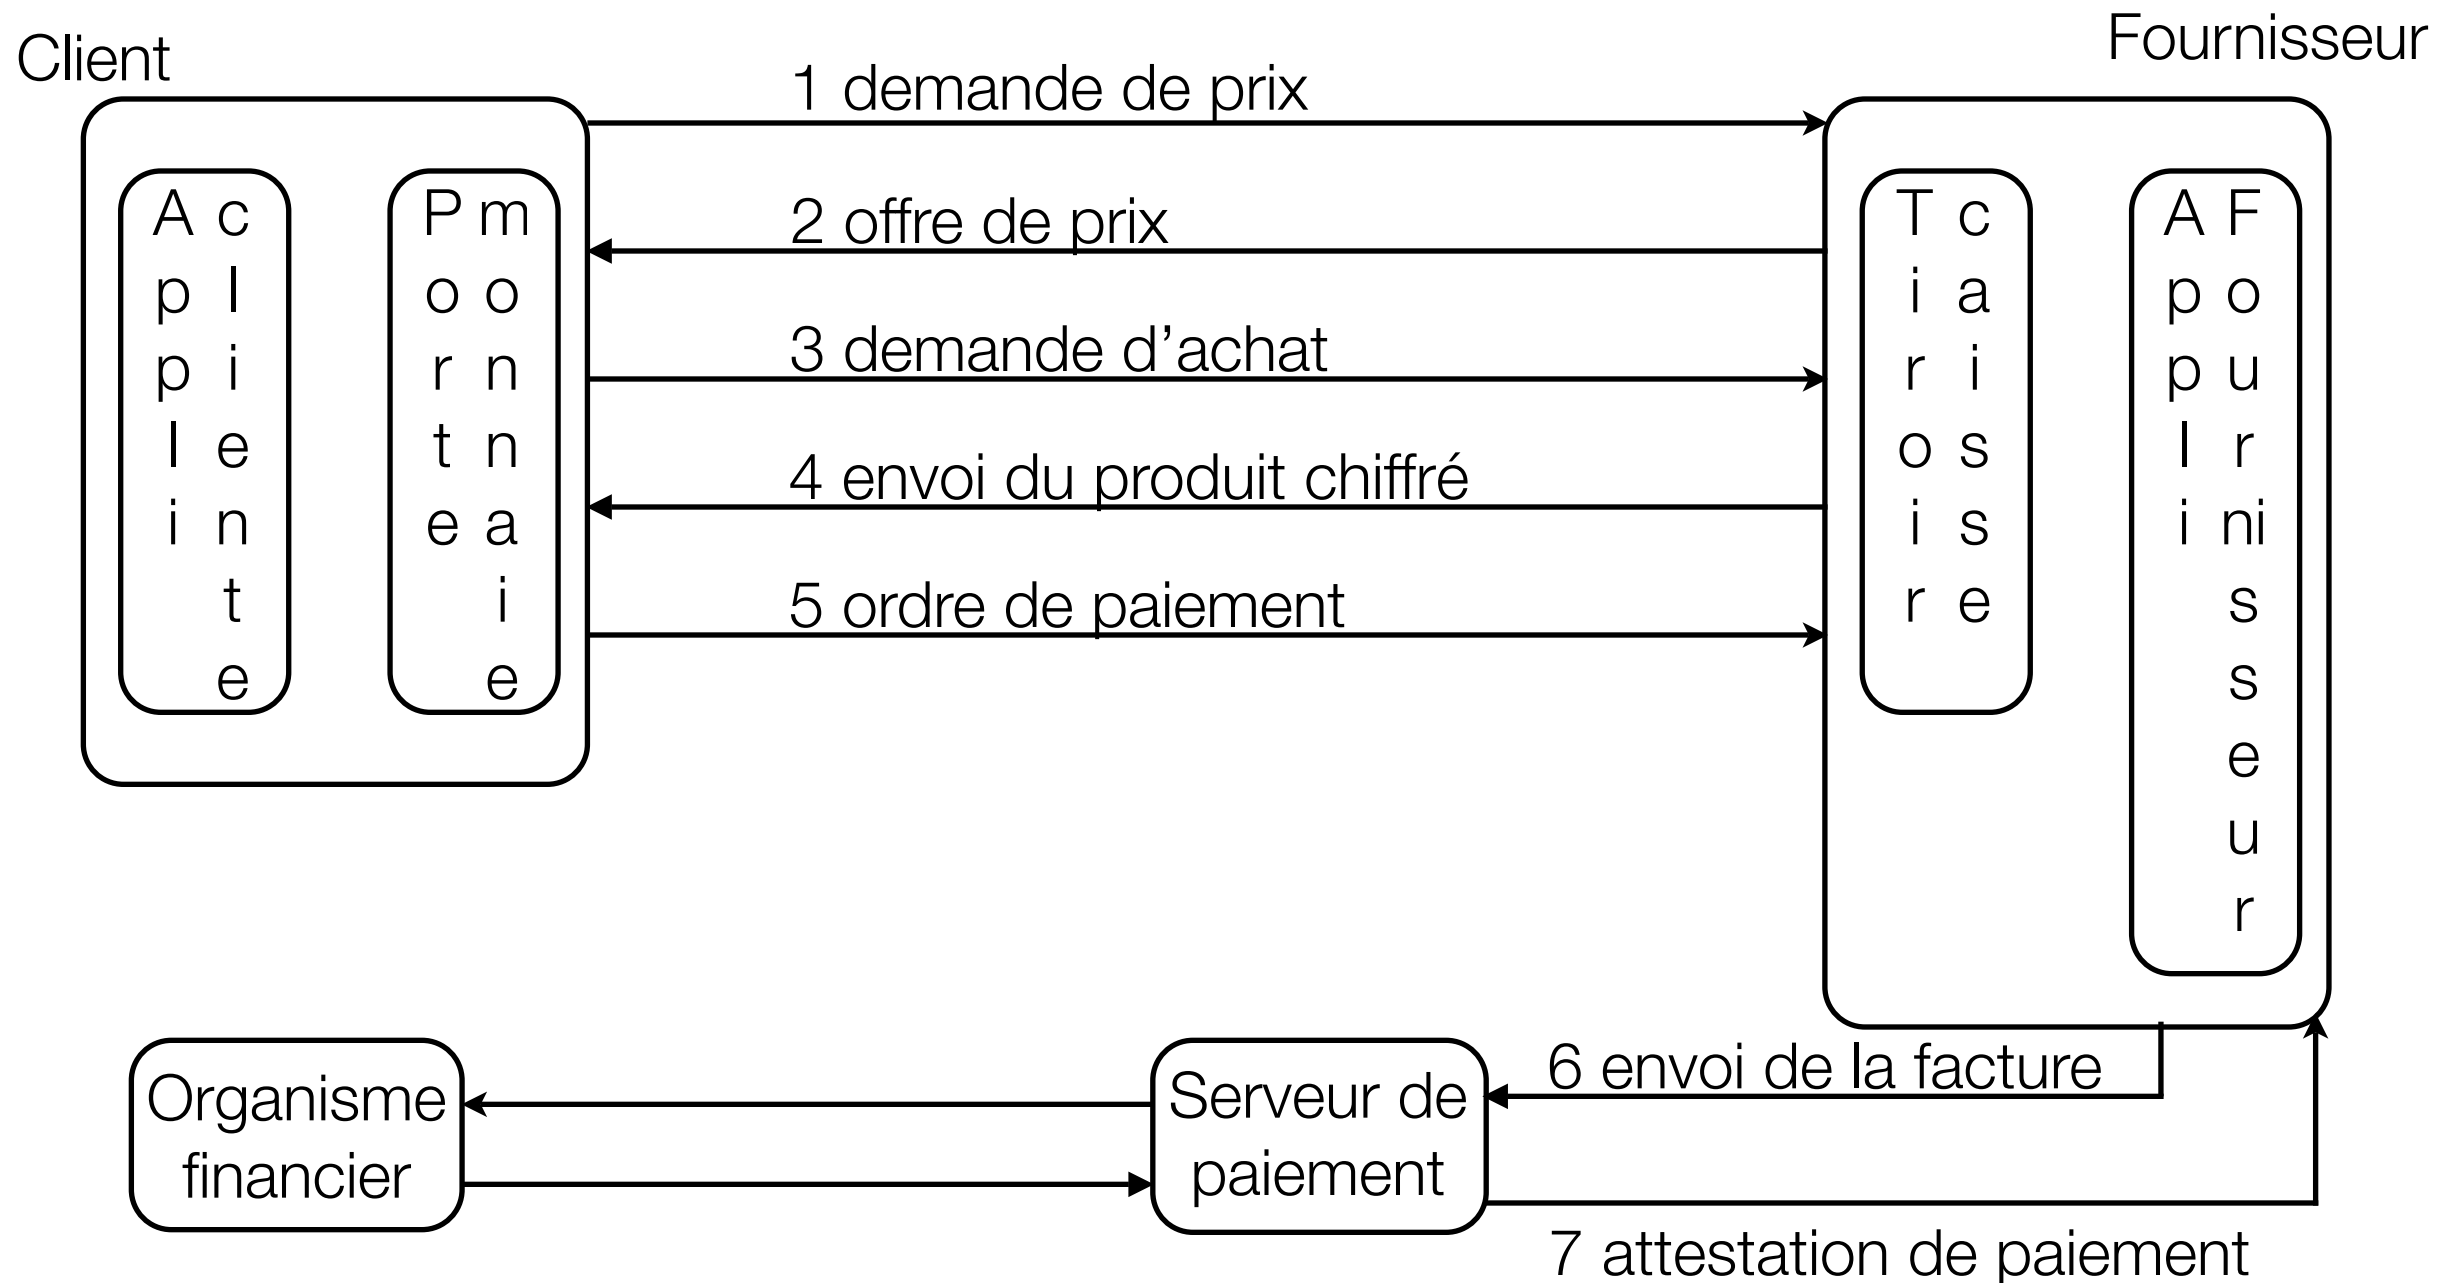 Client
Fournisseur
1 demande de prix
2 offre de prix
3 demande d’achat
4 envoi du produit chiffré
5 ordre de paiement
Appli
cliente
Porte
monnaie
Tiroir
caisse
Appli
Fournisseur
6 envoi de la facture
Organisme
financier
Serveur de
paiement
7 attestation de paiement